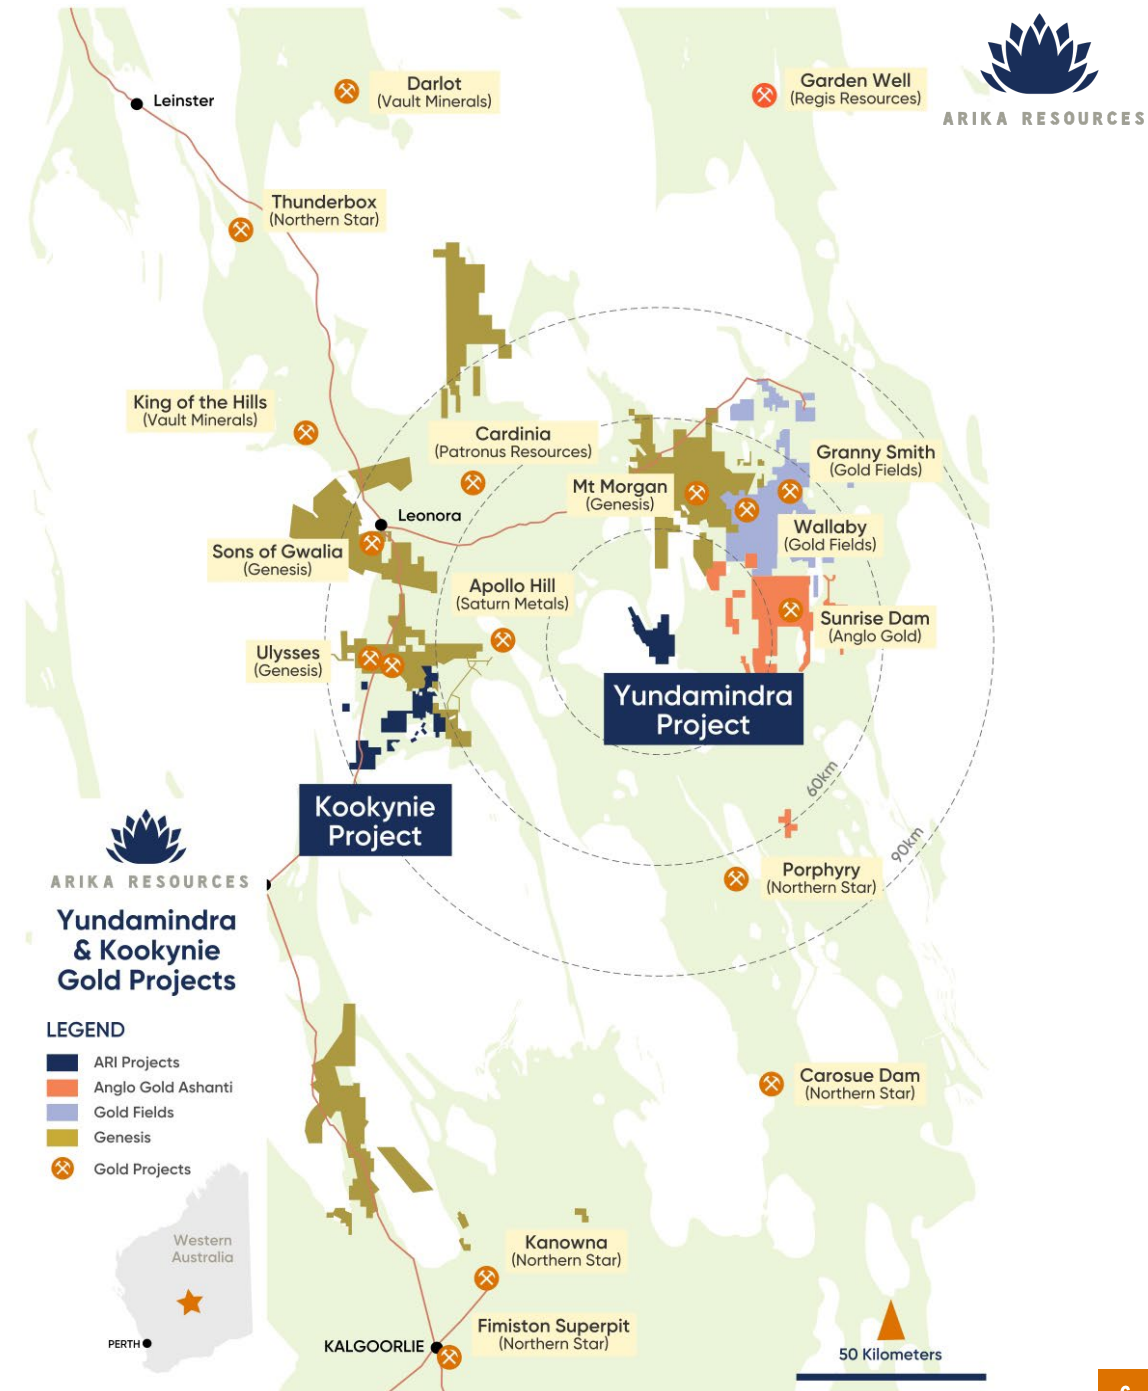 ARIKA RESOURCES
Leinster
Darlot
(Vault Minerals)
Garden Well
(Regis Resources)
Thunderbox
(Northern Star)
King of the Hills
(Vault Minerals)
Cardinia
(Patronus Resources)
Granny Smith
(Gold Fields)
Mt Morgan
(Genesis)
Leonora
Wallaby
(Gold Fields)
Sons of Gwalia
(Genesis)
Apollo Hill
(Saturn Metals)
Sunrise Dam
(Anglo Gold)
Ulysses
(Genesis)
Yundamindra
Project
Kookynie
Project
60km
90km
Porphyry
(Northern Star)
ARIKA RESOURCES
Yundamindra
& Kookynie
Gold Projects
LEGEND
ARI Projects
Anglo Gold Ashanti
Gold Fields
Genesis
Gold Projects
Carosue Dam
(Northern Star)
Western
Australia
PERTH
Kanowna
(Northern Star)
Fimiston Superpit
(Northern Star)
KALGOORLIE
50 Kilometers